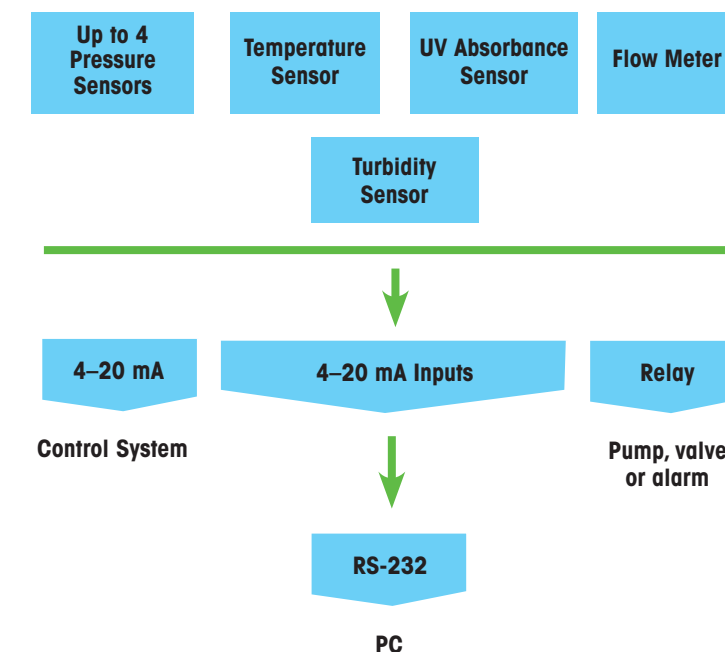 Up to 4
Pressure
Sensors
Temperature
Sensor
UV Absorbance
Sensor
Flow Meter
Turbidity
Sensor
4–20 mA
4–20 mA Inputs
Relay
Control System
Pump, valve
or alarm
RS-232
PC